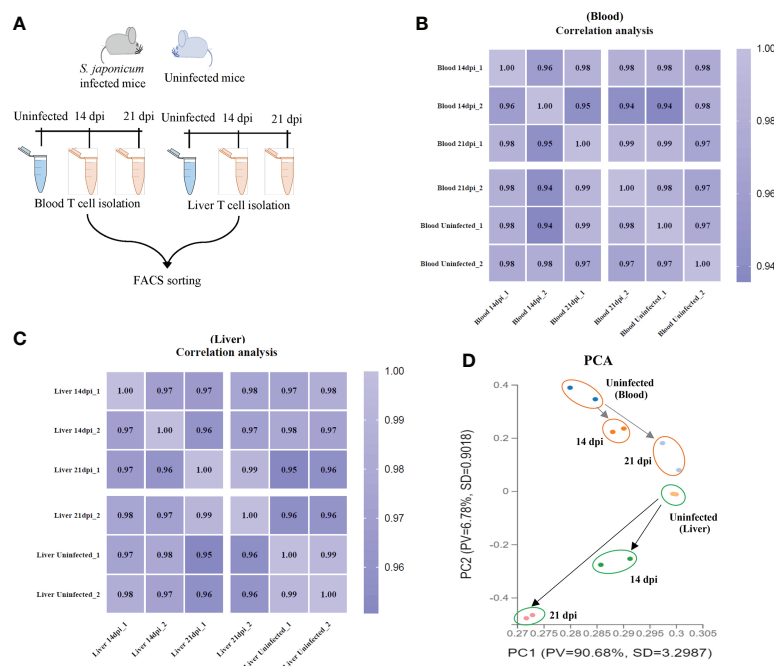 A
S. japonicum
infected mice
Uninfected mice
Uninfected 14 dpi 21 dpi
Uninfected 14 dpi 21 dpi
Blood T cell isolation
Liver T cell isolation
FACS sorting
B
(Blood)
Correlation analysis
Blood 14dpi_1 1.00 0.96 0.98 0.98 0.98 0.98
Blood 14dpi_2 0.96 1.00 0.95 0.94 0.94 0.98
Blood 21dpi_1 0.98 0.95 1.00 0.99 0.99 0.97
Blood 21dpi_2 0.98 0.94 0.99 1.00 0.98 0.97
Blood Uninfected_1 0.98 0.94 0.99 0.98 1.00 0.97
Blood Uninfected_2 0.98 0.98 0.97 0.97 0.97 1.00
Blood 14dpi_1 Blood 14dpi_2 Blood 21dpi_1 Blood 21dpi_2 Blood Uninfected_1 Blood Uninfected_2
1.00
0.98
0.96
0.94
C
(Liver)
Correlation analysis
Liver 14dpi_1 1.00 0.97 0.97 0.98 0.97 0.98
Liver 14dpi_2 0.97 1.00 0.96 0.97 0.98 0.97
Liver 21dpi_1 0.97 0.96 1.00 0.99 0.95 0.96
Liver 21dpi_2 0.98 0.97 0.99 1.00 0.96 0.96
Liver Uninfected_1 0.97 0.98 0.95 0.96 1.00 0.99
Liver Uninfected_2 0.98 0.97 0.96 0.96 0.99 1.00
Liver 14dpi_1 Liver 14dpi_2 Liver 21dpi_1 Liver 21dpi_2 Liver Uninfected_1 Liver Uninfected_2
1.00
0.99
0.98
0.97
0.96
D
PCA
PC2 (PV=6.78%, SD=0.9018)
0.4
0.2
0
-0.2
-0.4
Uninfected
(Blood)
14 dpi
21 dpi
Uninfected
(Liver)
14 dpi
21 dpi
0.27 0.275 0.28 0.285 0.29 0.295 0.3 0.305
PC1 (PV=90.68%, SD=3.2987)